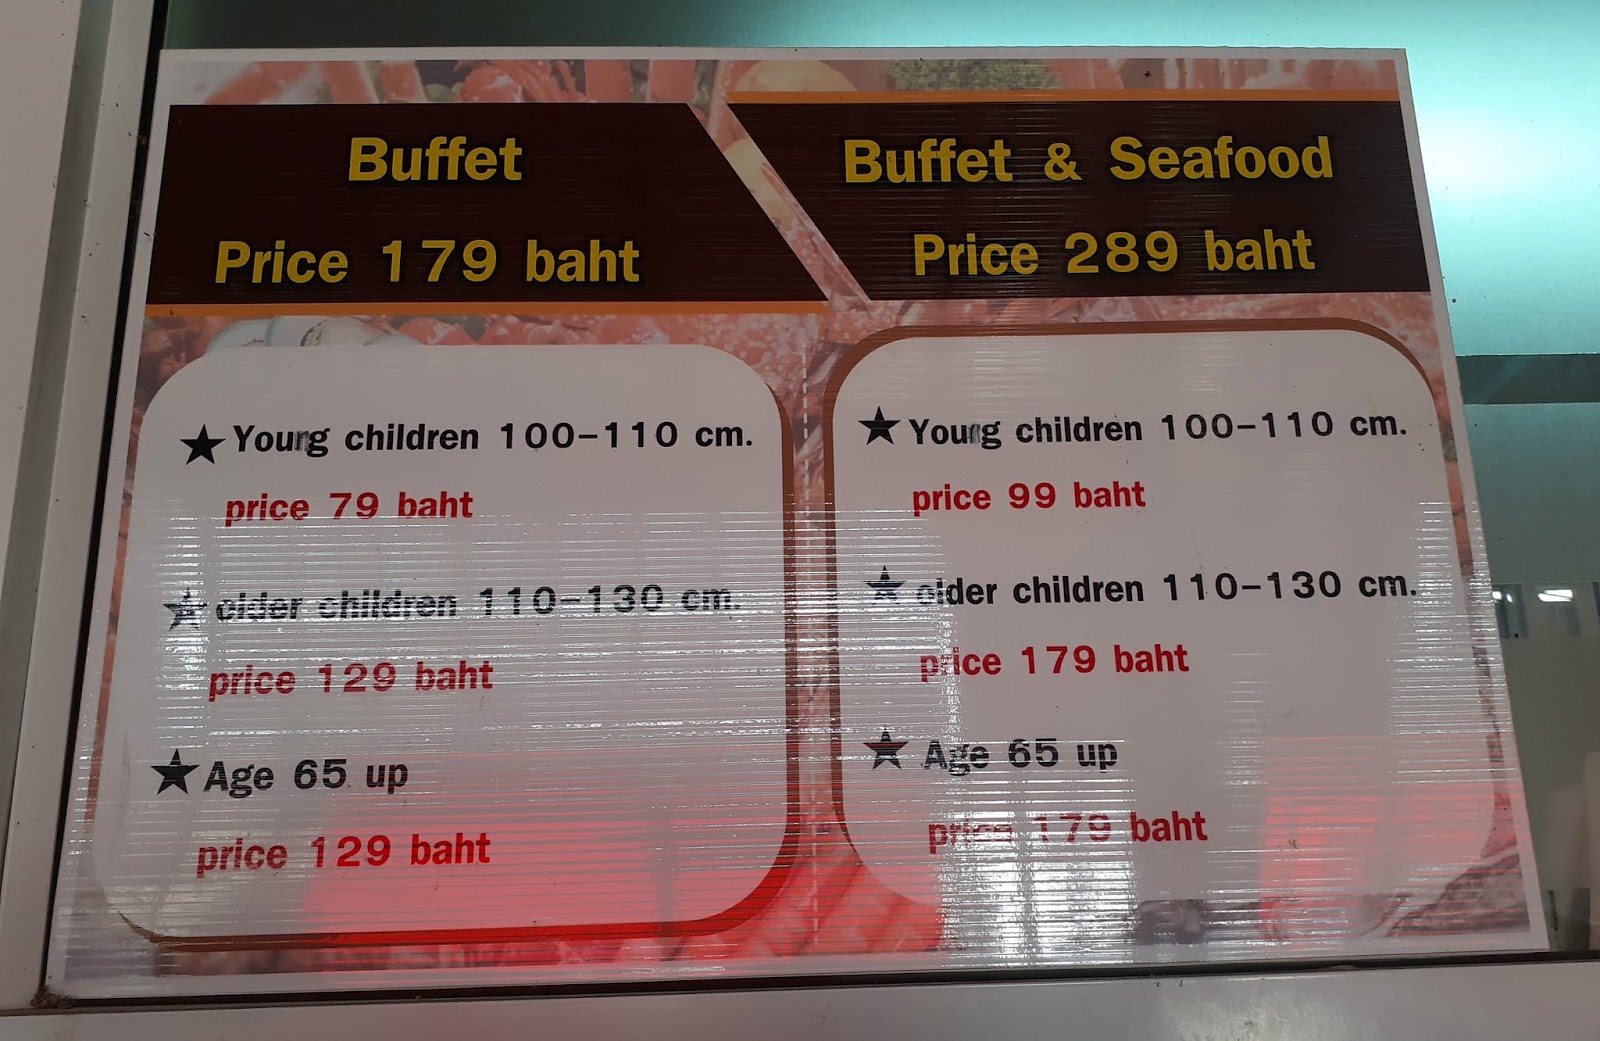 Buffet
Price 179 baht
★ Young children 100-110 cm.
price 79 baht
★ older children 110-130 cm.
price 129 baht
★ Age 65 up
price 129 baht
Buffet & Seafood
Price 289 baht
★ Young children 100-110 cm.
price 99 baht
★ older children 110-130 cm.
price 179 baht
★ Age 65 up
price 179 baht